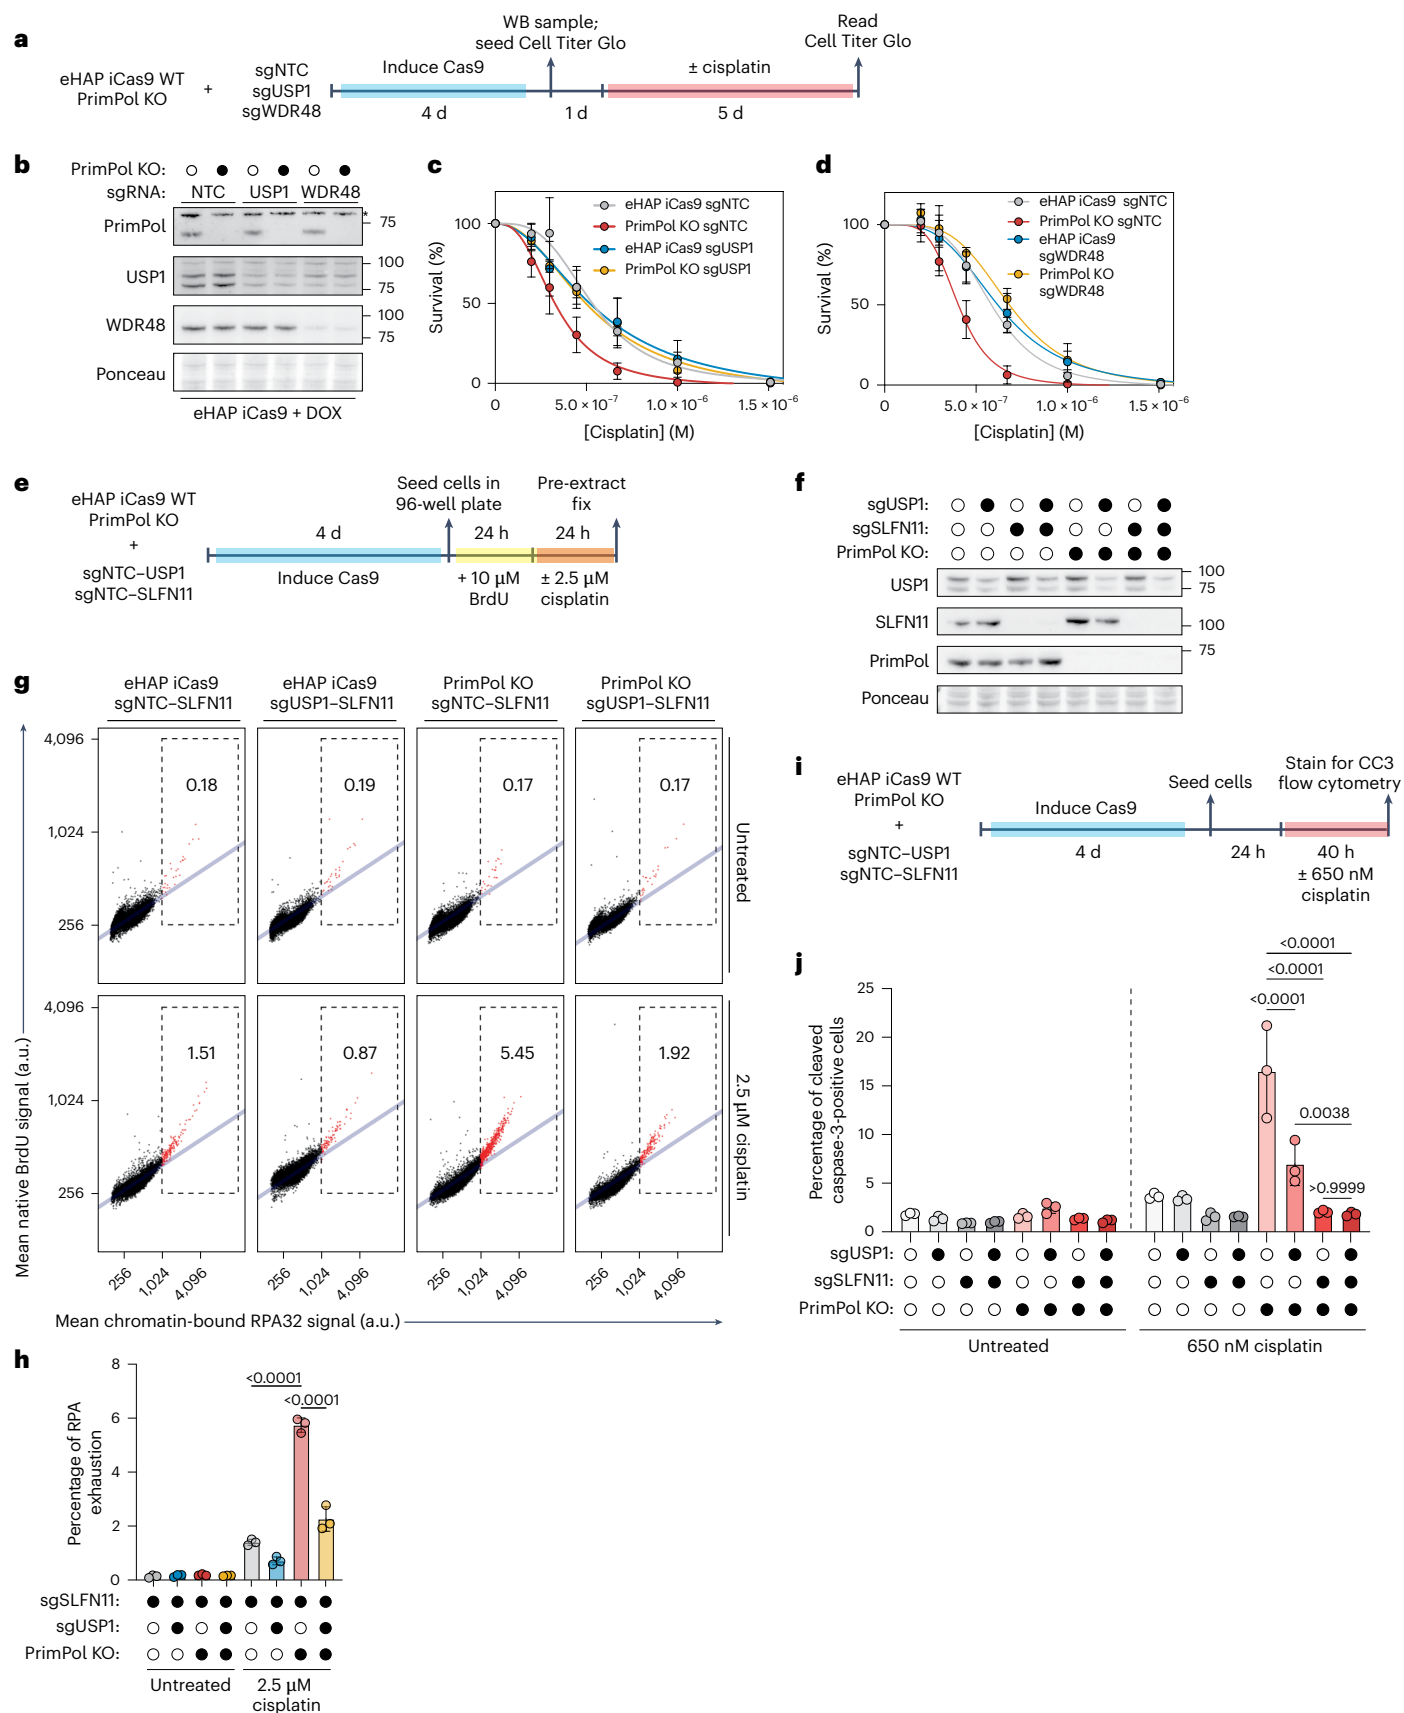 a
eHAP iCas9 WT
PrimPol KO
+
sgNTC
sgUSP1
sgWDR48
Induce Cas9
4 d
WB sample;
seed Cell Titer Glo
1 d
± cisplatin
5 d
Read
Cell Titer Glo
b
PrimPol KO:
sgRNA: NTC USP1 WDR48
PrimPol
* 75
USP1
100
75
WDR48
100
75
Ponceau
eHAP iCas9 + DOX
c
Survival (%)
100
50
0
0 5.0 × 10⁻⁷ 1.0 × 10⁻⁶ 1.5 × 10⁻⁶
[Cisplatin] (M)
eHAP iCas9 sgNTC
PrimPol KO sgNTC
eHAP iCas9 sgUSP1
PrimPol KO sgUSP1
d
Survival (%)
100
50
0
0 5.0 × 10⁻⁷ 1.0 × 10⁻⁶ 1.5 × 10⁻⁶
[Cisplatin] (M)
eHAP iCas9 sgNTC
PrimPol KO sgNTC
eHAP iCas9
sgWDR48
PrimPol KO
sgWDR48
e
eHAP iCas9 WT
PrimPol KO
+
sgNTC–USP1
sgNTC–SLFN11
4 d
Induce Cas9
Seed cells in
96-well plate
24 h
+ 10 µM
BrdU
Pre-extract
fix
24 h
± 2.5 µM
cisplatin
f
sgUSP1:
sgSLFN11:
PrimPol KO:
USP1
100
75
SLFN11
100
PrimPol
75
Ponceau
g
eHAP iCas9
sgNTC–SLFN11
eHAP iCas9
sgUSP1–SLFN11
PrimPol KO
sgNTC–SLFN11
PrimPol KO
sgUSP1–SLFN11
4,096
1,024
256
0.18 0.19 0.17 0.17
Untreated
4,096
1,024
256
1.51 0.87 5.45 1.92
2.5 µM cisplatin
Mean native BrdU signal (a.u.)
256 1,024 4,096
256 1,024 4,096
256 1,024 4,096
256 1,024 4,096
Mean chromatin-bound RPA32 signal (a.u.)
h
Percentage of RPA
exhaustion
8
6
4
2
0
<0.0001
<0.0001
sgSLFN11:
sgUSP1:
PrimPol KO:
Untreated
2.5 µM
cisplatin
i
eHAP iCas9 WT
PrimPol KO
+
sgNTC–USP1
sgNTC–SLFN11
Induce Cas9
4 d
Seed cells
24 h
Stain for CC3
flow cytometry
40 h
± 650 nM
cisplatin
j
Percentage of cleaved
caspase-3-positive cells
25
20
15
10
5
0
<0.0001
<0.0001
<0.0001
0.0038
>0.9999
sgUSP1:
sgSLFN11:
PrimPol KO:
Untreated
650 nM cisplatin